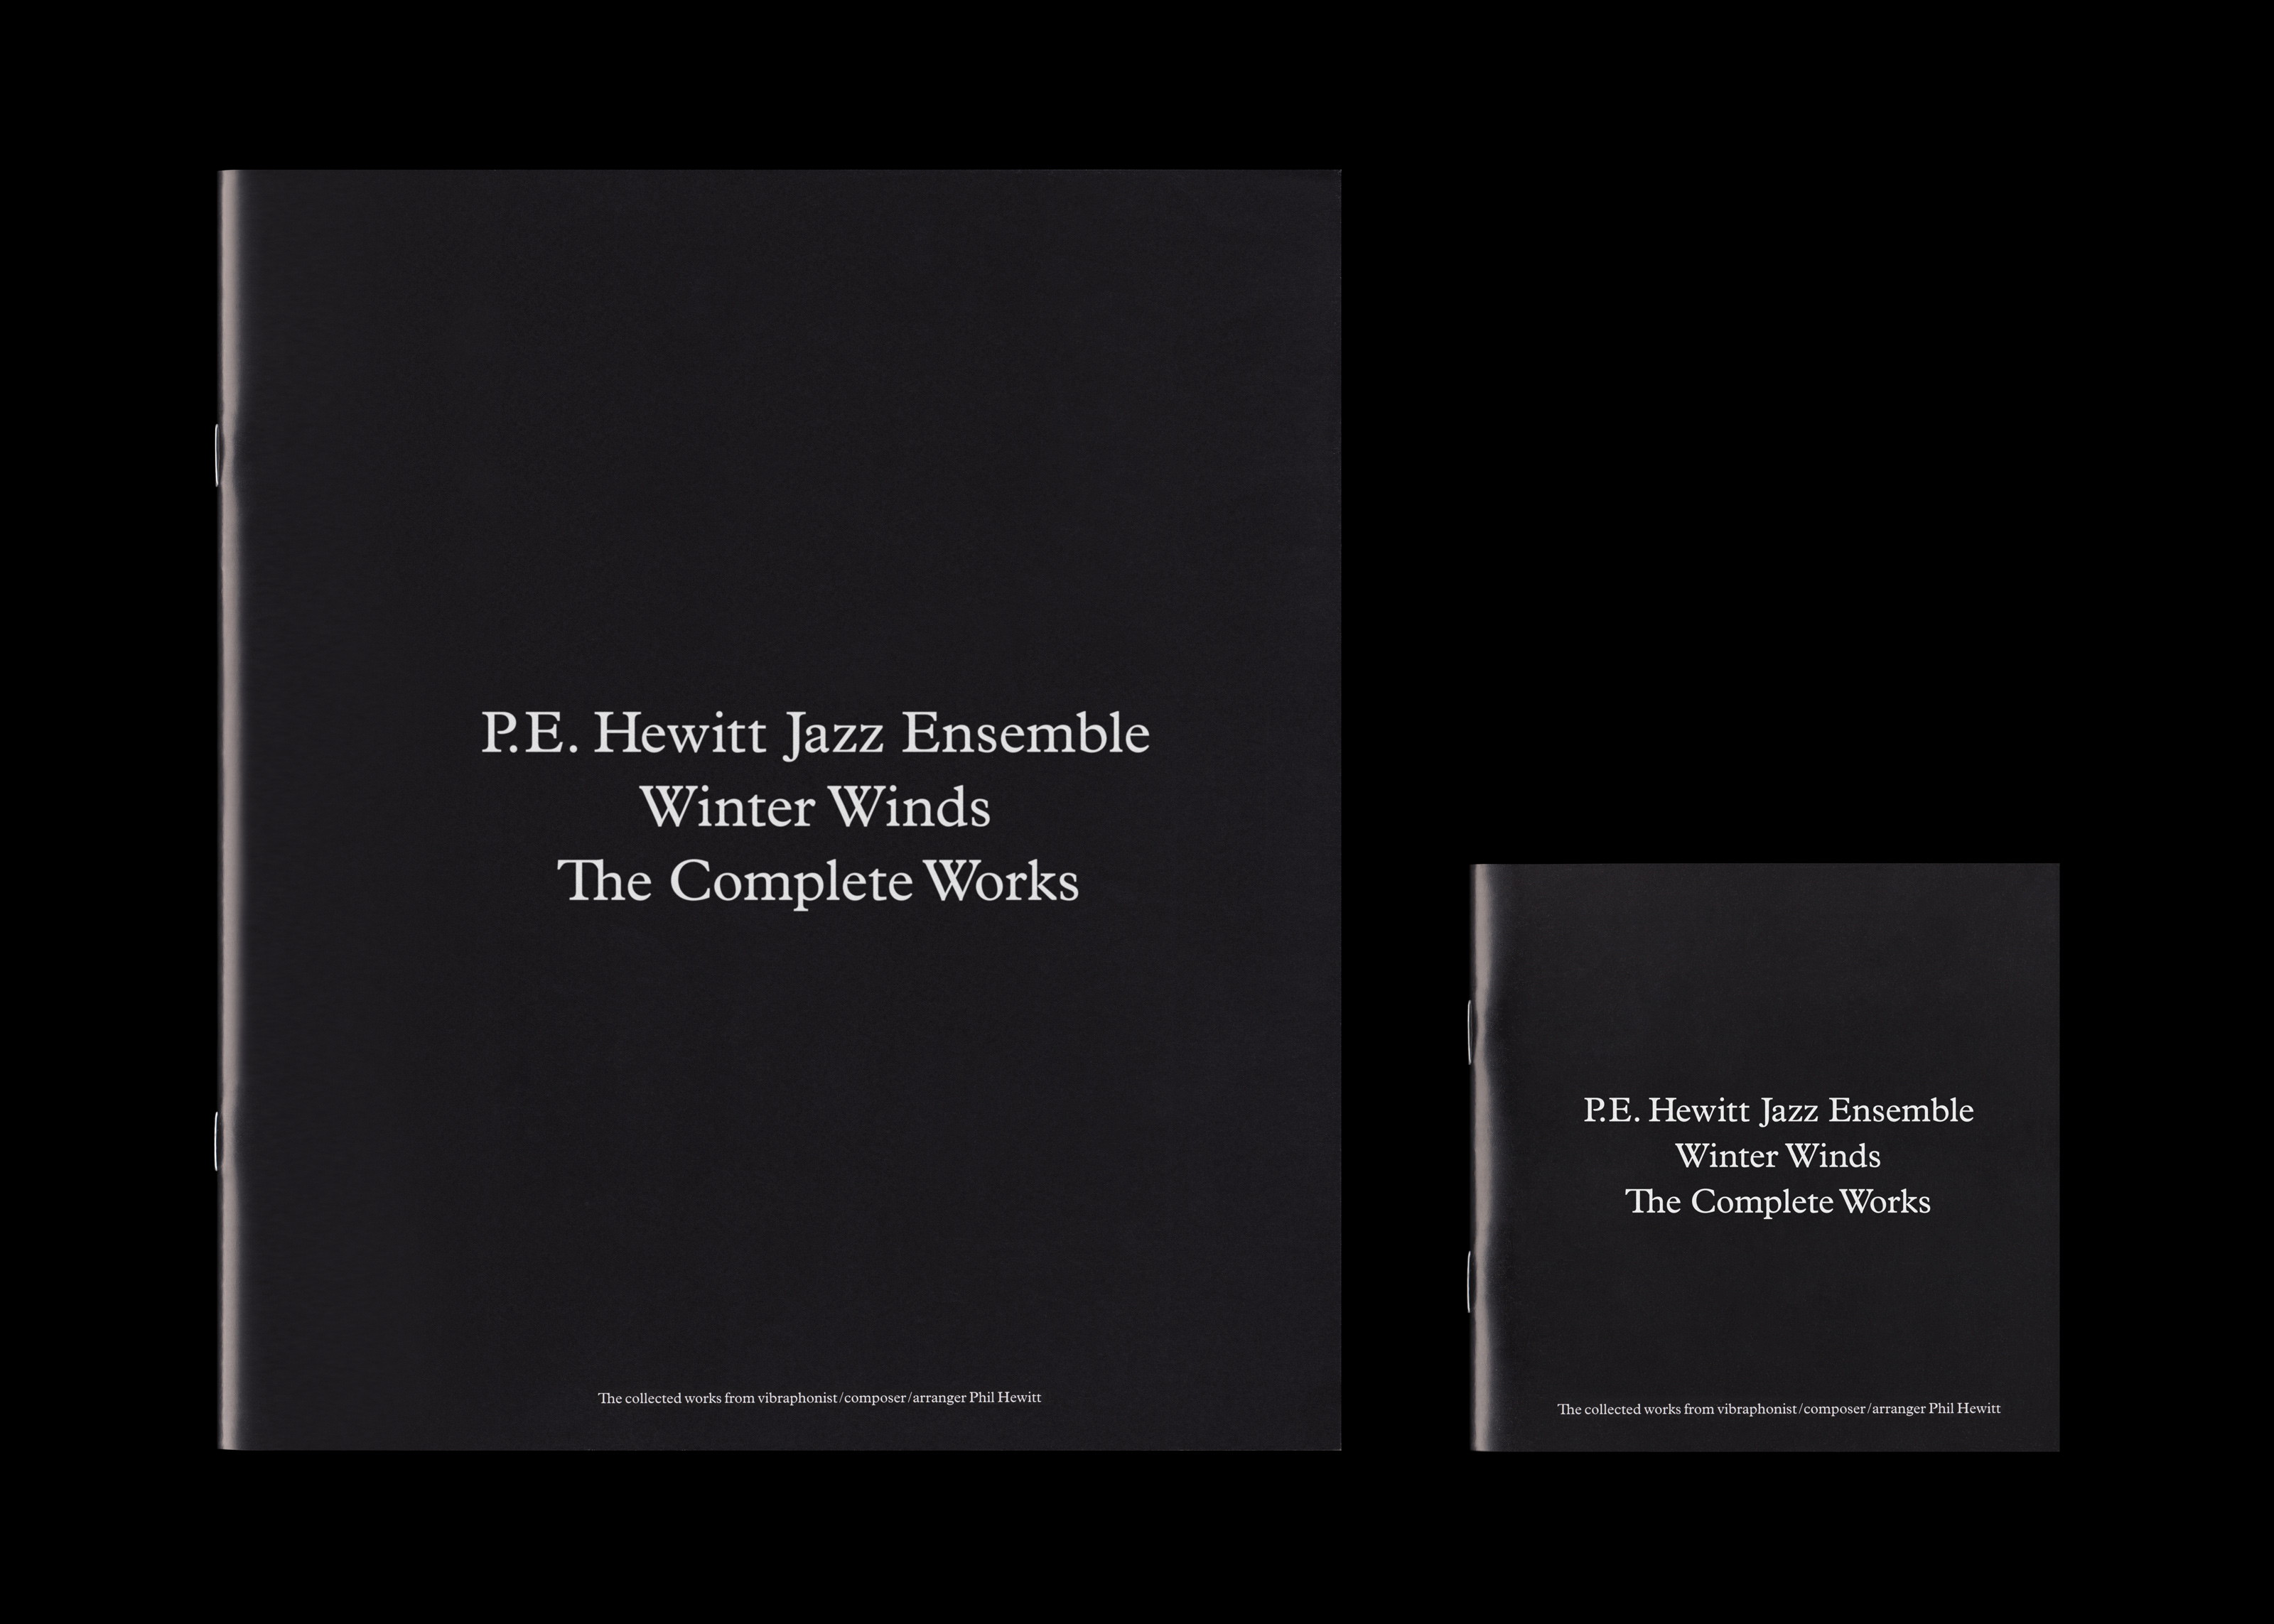 P.E. Hewitt Jazz Ensemble
Winter Winds
The Complete Works
The collected works from vibraphonist/composer/arranger Phil Hewitt
P.E. Hewitt Jazz Ensemble
Winter Winds
The Complete Works
The collected works from vibraphonist/composer/arranger Phil Hewitt